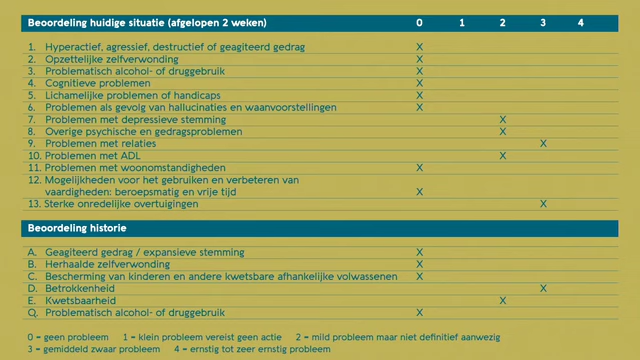 Beoordeling huidige situatie (afgelopen 2 weken) 0 1 2 3 4
1. Hyperactief, agressief, destructief of geagiteerd gedrag X
2. Opzettelijke zelfverwonding X
3. Problematisch alcohol- of druggebruik X
4. Cognitieve problemen X
5. Lichamelijke problemen of handicaps X
6. Problemen als gevolg van hallucinaties en waanvoorstellingen X
7. Problemen met depressieve stemming X
8. Overige psychische en gedragsproblemen X
9. Problemen met relaties X
10. Problemen met ADL X
11. Problemen met woonomstandigheden X
12. Mogelijkheden voor het gebruiken en verbeteren van
vaardigheden: beroepsmatig en vrije tijd X
13. Sterke onredelijke overtuigingen X
Beoordeling historie
A. Geagiteerd gedrag / expansieve stemming X
B. Herhaalde zelfverwonding X
C. Bescherming van kinderen en andere kwetsbare afhankelijke volwassenen X
D. Betrokkenheid X
E. Kwetsbaarheid X
Q. Problematisch alcohol- of druggebruik X
0 = geen probleem 1 = klein probleem vereist geen actie 2 = mild probleem maar niet definitief aanwezig
3 = gemiddeld zwaar probleem 4 = ernstig tot zeer ernstig probleem